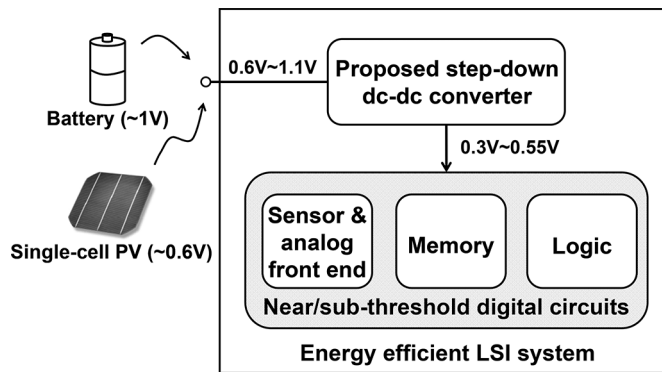 Battery (~1V)
Single-cell PV (~0.6V)
0.6V~1.1V
Proposed step-down
dc-dc converter
0.3V~0.55V
Sensor &
analog
front end
Memory
Logic
Near/sub-threshold digital circuits
Energy efficient LSI system